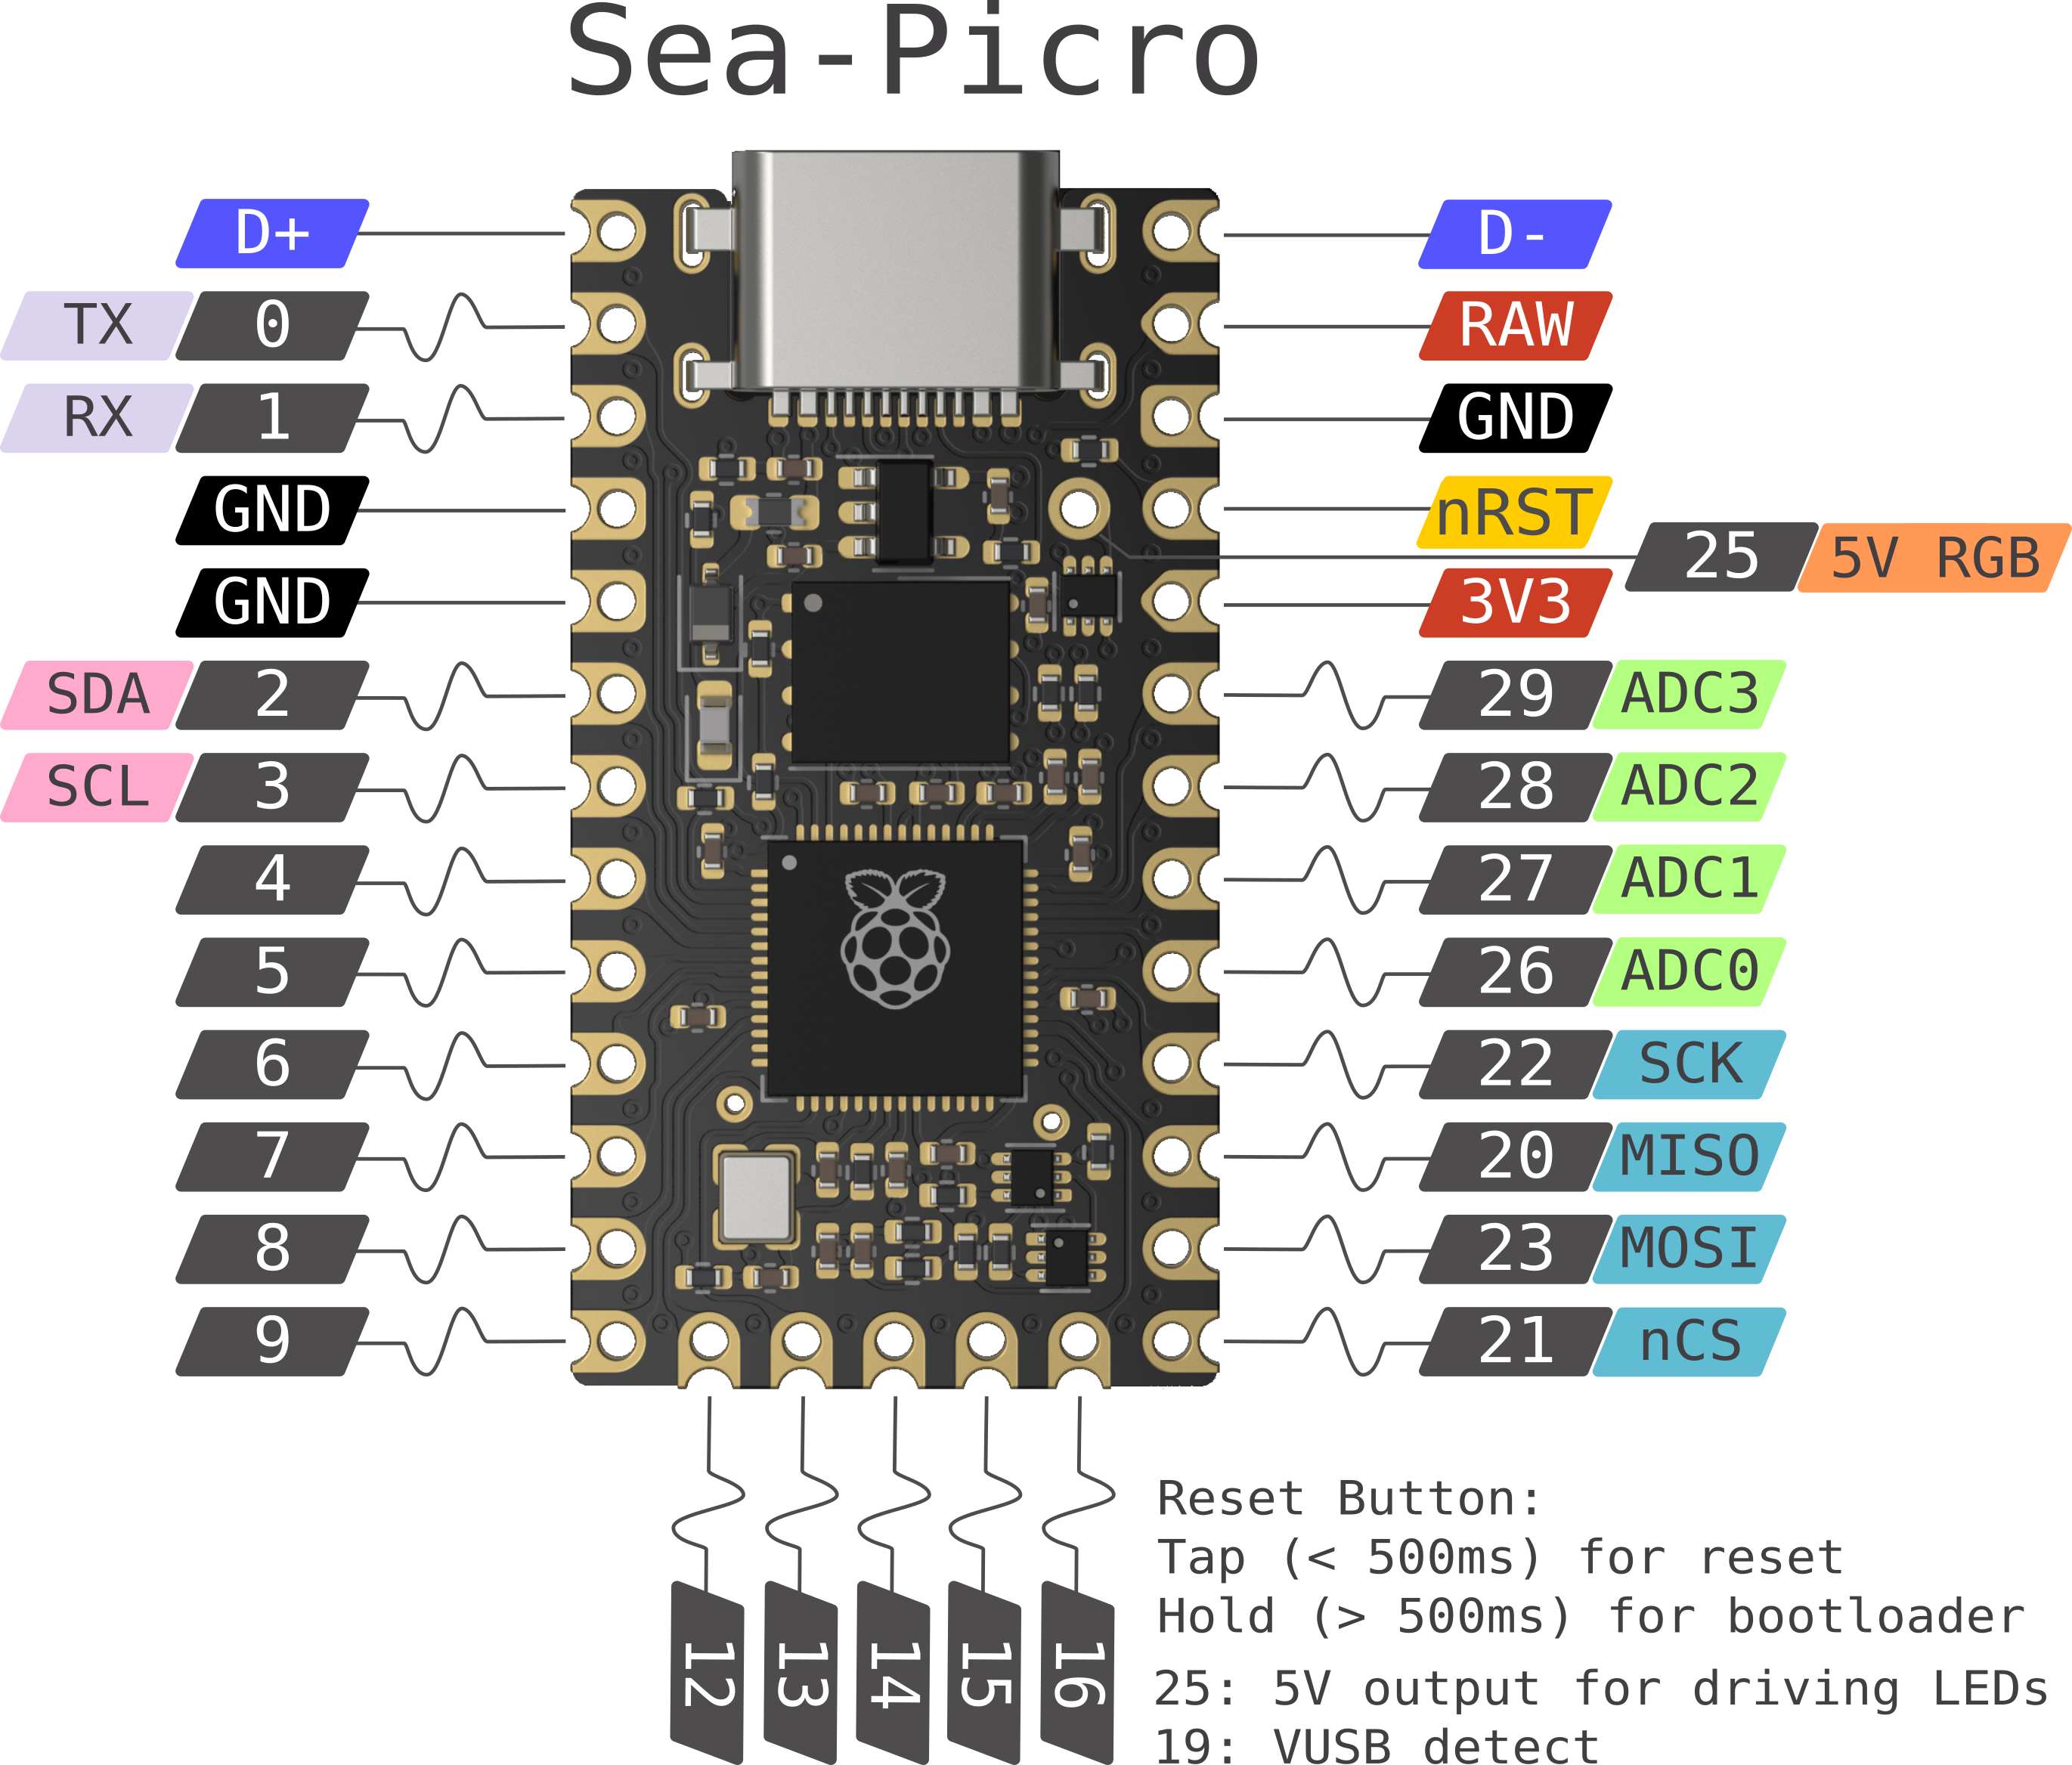 Sea-Picro
D+
D-
TX 0
RAW
RX 1
GND
GND
nRST
25 5V RGB
GND
3V3
SDA 2
29 ADC3
SCL 3
28 ADC2
4
27 ADC1
5
26 ADC0
6
22 SCK
7
20 MISO
8
23 MOSI
9
21 nCS
12
13
14
15
16
Reset Button:
Tap (< 500ms) for reset
Hold (> 500ms) for bootloader
25: 5V output for driving LEDs
19: VUSB detect